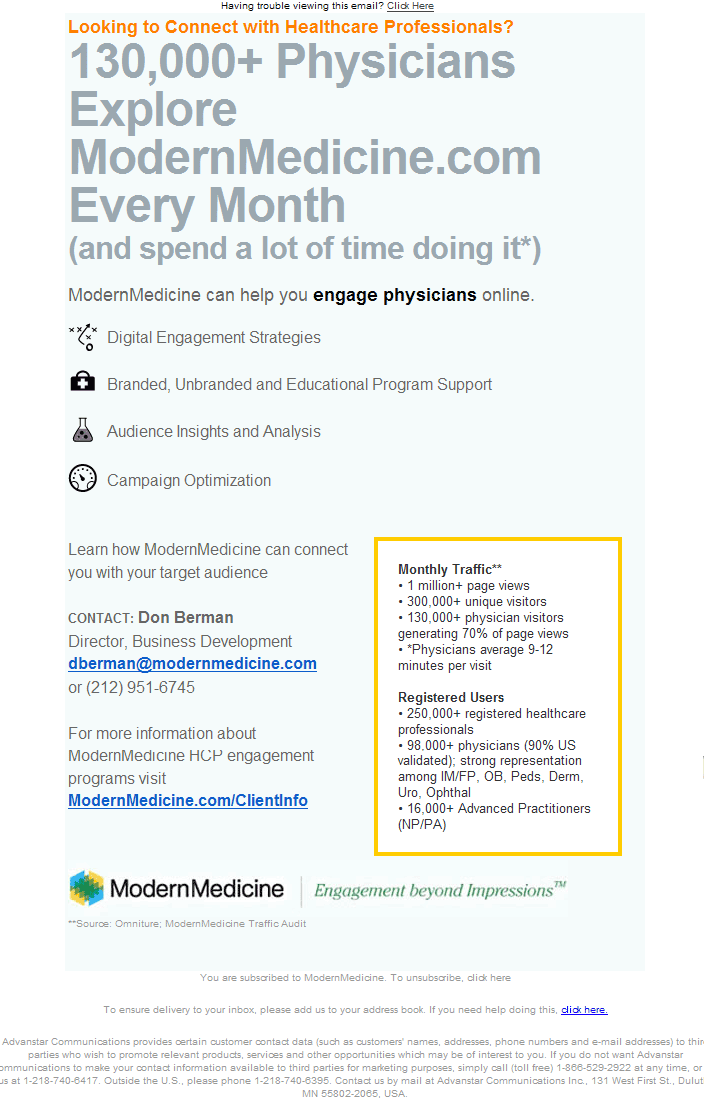 Having trouble viewing this email? Click Here
Looking to Connect with Healthcare Professionals?
130,000+ Physicians
Explore
ModernMedicine.com
Every Month
(and spend a lot of time doing it*)
ModernMedicine can help you engage physicians online.
Digital Engagement Strategies
Branded, Unbranded and Educational Program Support
Audience Insights and Analysis
Campaign Optimization
Learn how ModernMedicine can connect
you with your target audience
CONTACT: Don Berman
Director, Business Development
dberman@modernmedicine.com
or (212) 951-6745
For more information about
ModernMedicine HCP engagement
programs visit
ModernMedicine.com/ClientInfo
Monthly Traffic**
• 1 million+ page views
• 300,000+ unique visitors
• 130,000+ physician visitors
generating 70% of page views
• *Physicians average 9-12
minutes per visit
Registered Users
• 250,000+ registered healthcare
professionals
• 98,000+ physicians (90% US
validated); strong representation
among IM/FP, OB, Peds, Derm,
Uro, Ophthal
• 16,000+ Advanced Practitioners
(NP/PA)
ModernMedicine | Engagement beyond Impressions™
**Source: Omniture; ModernMedicine Traffic Audit
You are subscribed to ModernMedicine. To unsubscribe, click here
To ensure delivery to your inbox, please add us to your address book. If you need help doing this, click here.
Advanstar Communications provides certain customer contact data (such as customers' names, addresses, phone numbers and e-mail addresses) to thir
parties who wish to promote relevant products, services and other opportunities which may be of interest to you. If you do not want Advanstar
ommunications to make your contact information available to third parties for marketing purposes, simply call (toll free) 1-866-529-2922 at any time, or
us at 1-218-740-6417. Outside the U.S., please phone 1-218-740-6395. Contact us by mail at Advanstar Communications Inc., 131 West First St., Dulut
MN 55802-2065, USA.